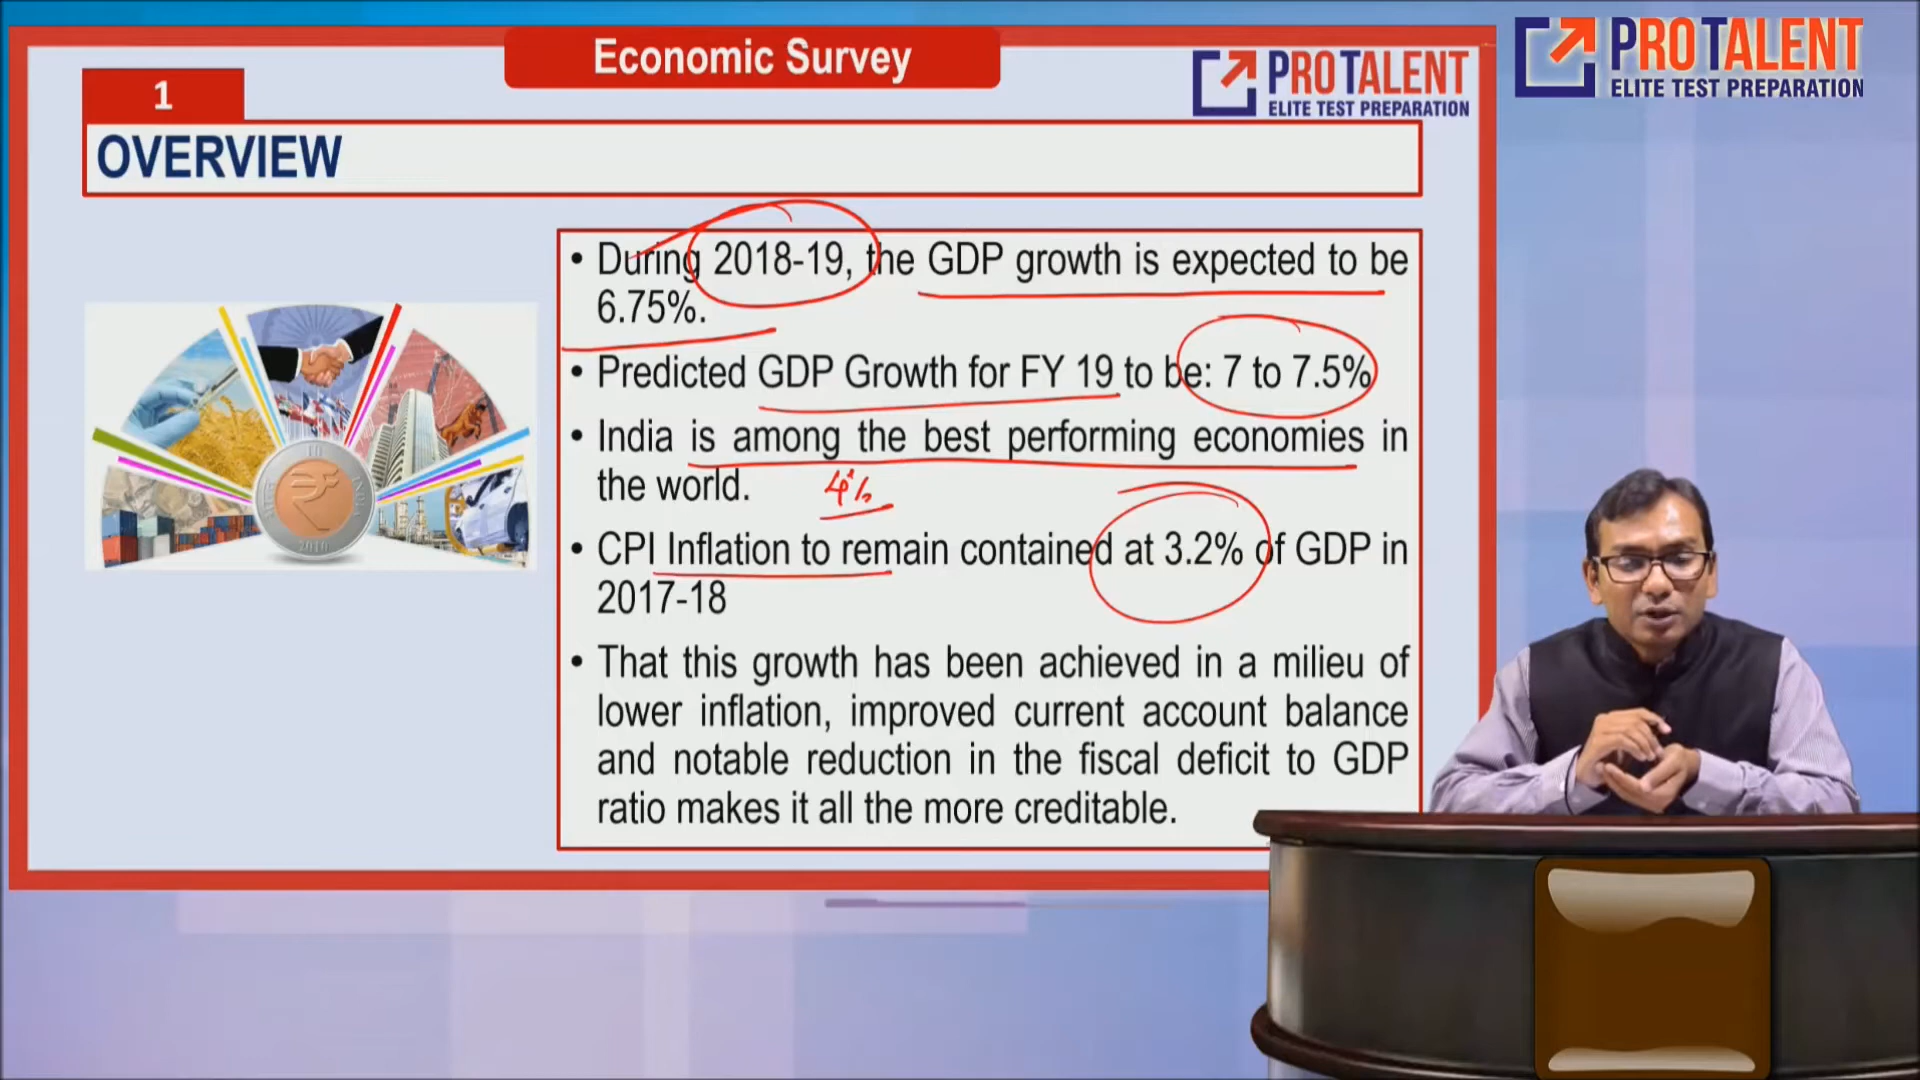 Economic Survey
PRO TALENT
ELITE TEST PREPARATION
PROTALENT
ELITE TEST PREPARATION
1
OVERVIEW
• During 2018-19, the GDP growth is expected to be
6.75%.
• Predicted GDP Growth for FY 19 to be: 7 to 7.5%
• India is among the best performing economies in
the world.
4%
• CPI Inflation to remain contained at 3.2% of GDP in
2017-18
• That this growth has been achieved in a milieu of
lower inflation, improved current account balance
and notable reduction in the fiscal deficit to GDP
ratio makes it all the more creditable.